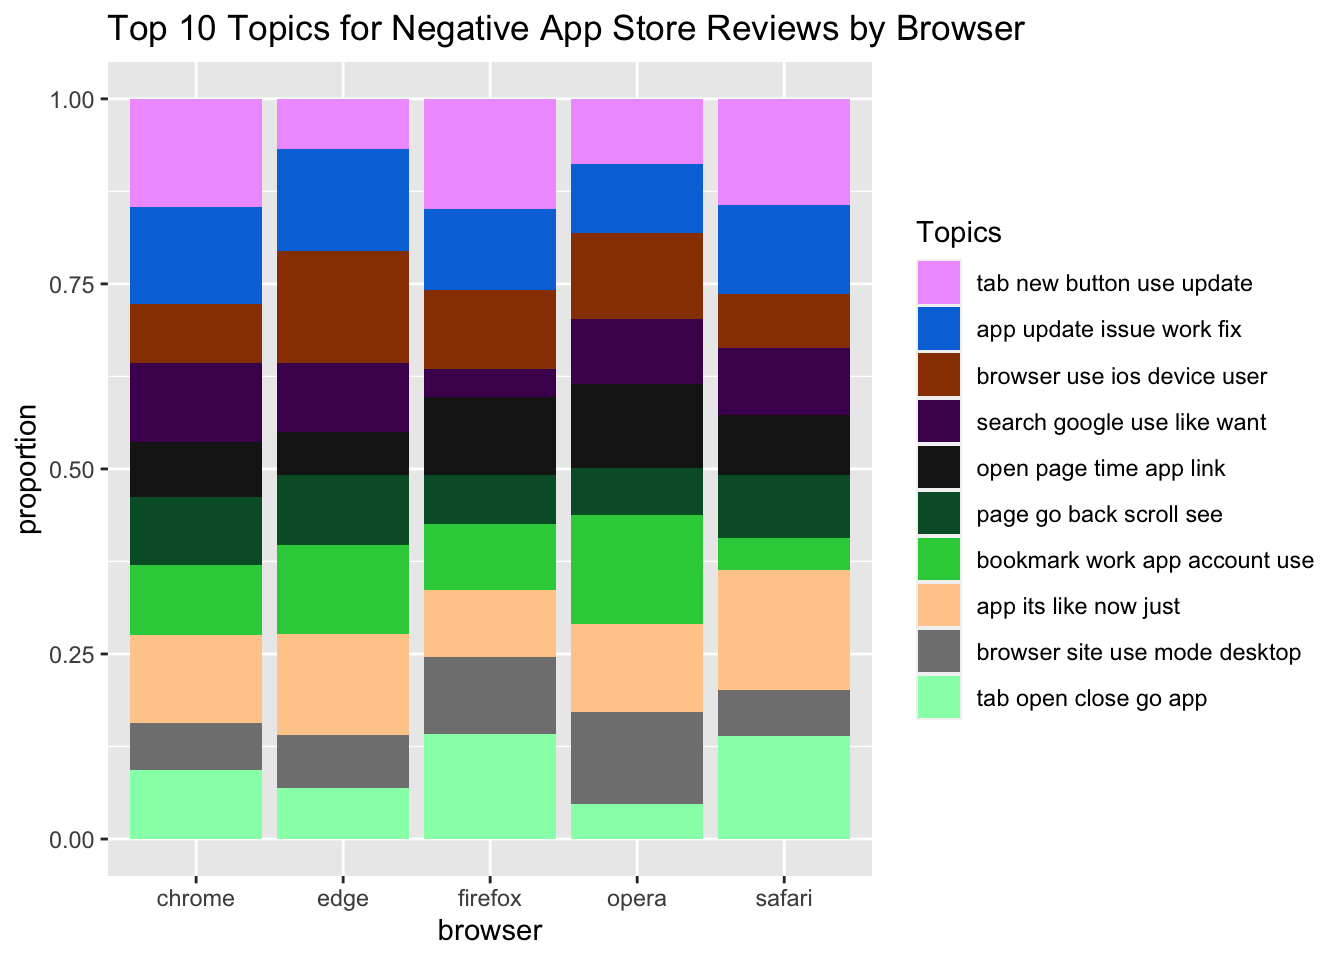 Top 10 Topics for Negative App Store Reviews by Browser
1.00
0.75
0.50
0.25
0.00
proportion
chrome edge firefox opera safari
browser
Topics
tab new button use update
app update issue work fix
browser use ios device user
search google use like want
open page time app link
page go back scroll see
bookmark work app account use
app its like now just
browser site use mode desktop
tab open close go app